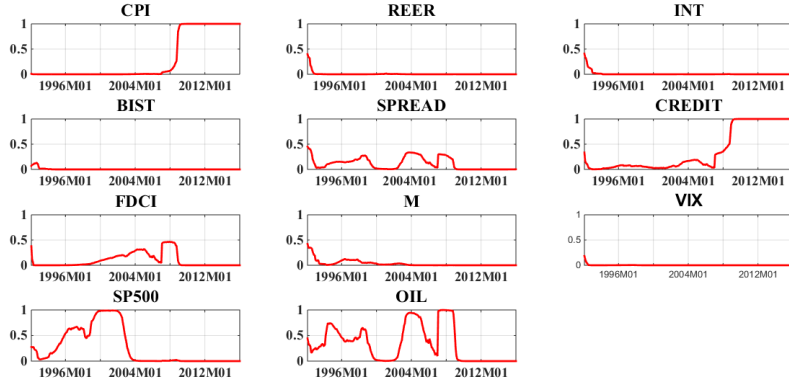 CPI REER INT
1 1 1
0.5 0.5 0.5
0 0 0
1996M01 2004M01 2012M01 1996M01 2004M01 2012M01 1996M01 2004M01 2012M01
BIST SPREAD CREDIT
1 1 1
0.5 0.5 0.5
0 0 0
1996M01 2004M01 2012M01 1996M01 2004M01 2012M01 1996M01 2004M01 2012M01
FDCI M VIX
1 1 1
0.5 0.5 0.5
0 0 0
1996M01 2004M01 2012M01 1996M01 2004M01 2012M01 1996M01 2004M01 2012M01
SP500 OIL
1 1
0.5 0.5
0 0
1996M01 2004M01 2012M01 1996M01 2004M01 2012M01